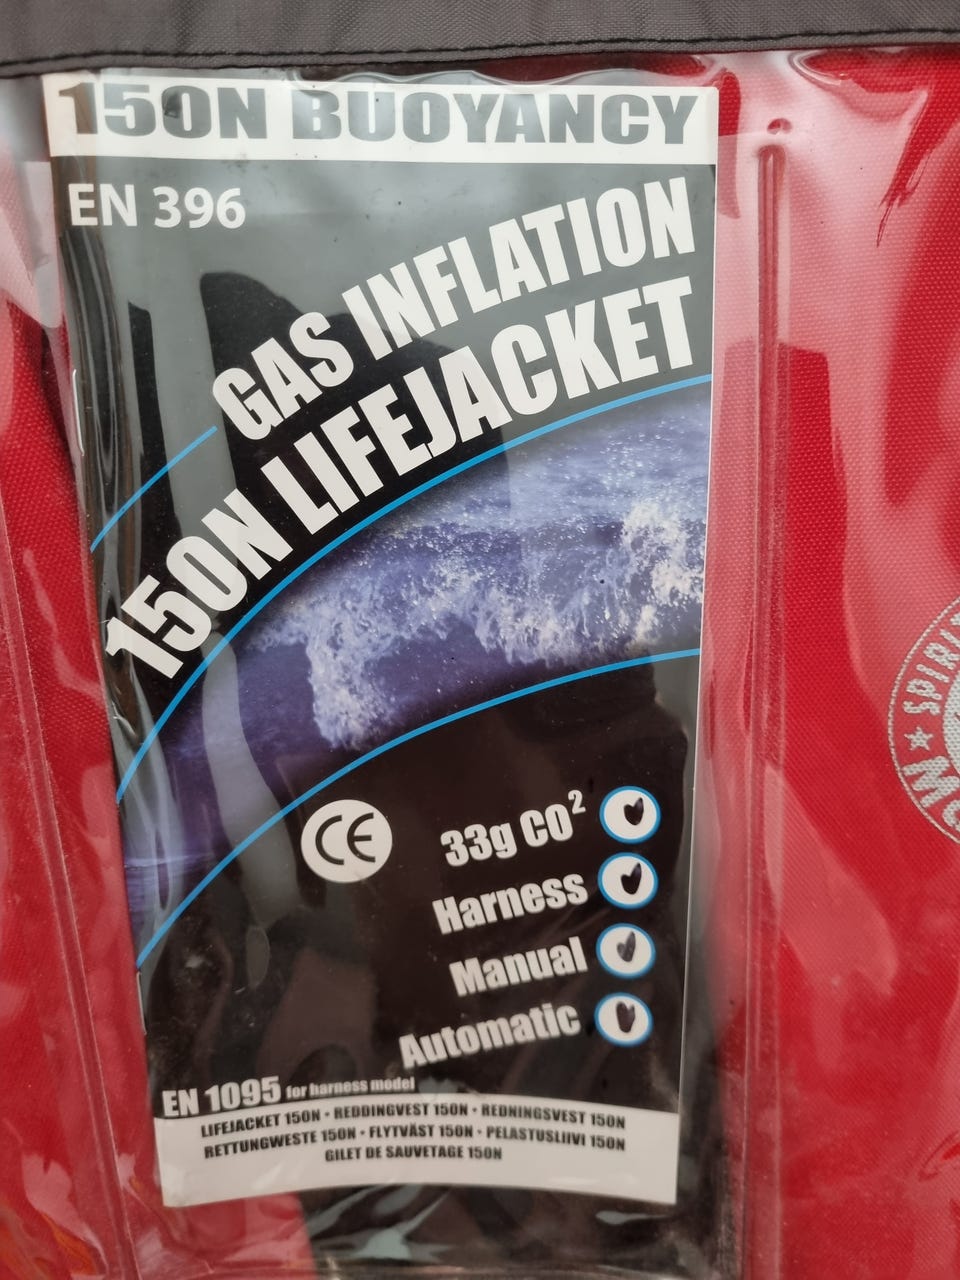 150N BUOYANCY
EN 396
GAS INFLATION
150N LIFEJACKET
CE
33g CO²
Harness
Manual
Automatic
EN 1095 for harness model
LIFEJACKET 150N • REDDINGVEST 150N • REDNINGSVEST 150N
RETTUNGWESTE 150N • FLYTVÄST 150N • PELASTUSLIIVI 150N
GILET DE SAUVETAGE 150N
★ SPIRIT